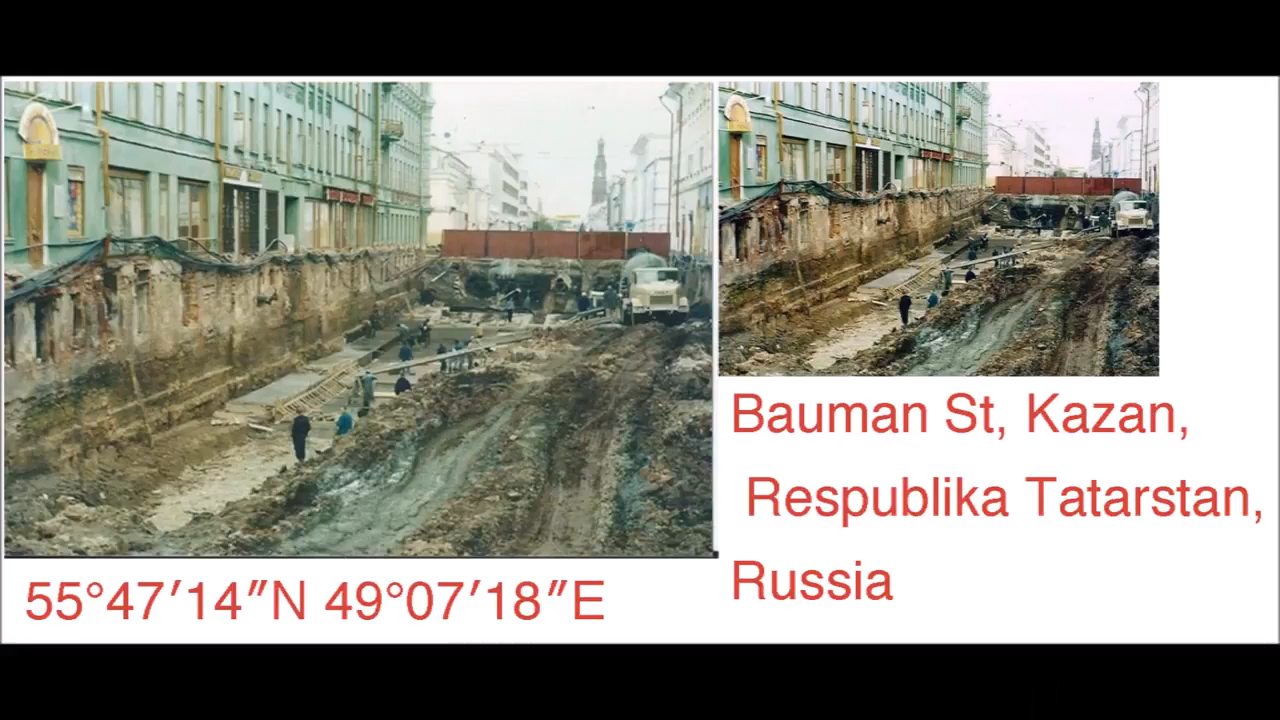 Bauman St, Kazan,
Respublika Tatarstan,
Russia
55°47′14″N 49°07′18″E